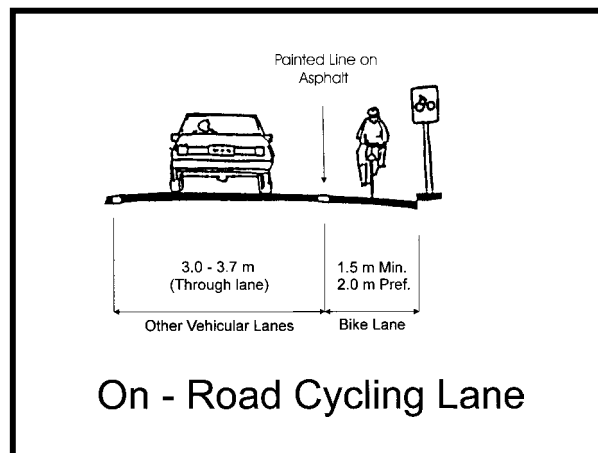 Painted Line on
Asphalt
3.0 - 3.7 m
(Through lane)
1.5 m Min.
2.0 m Pref.
Other Vehicular Lanes
Bike Lane
On - Road Cycling Lane